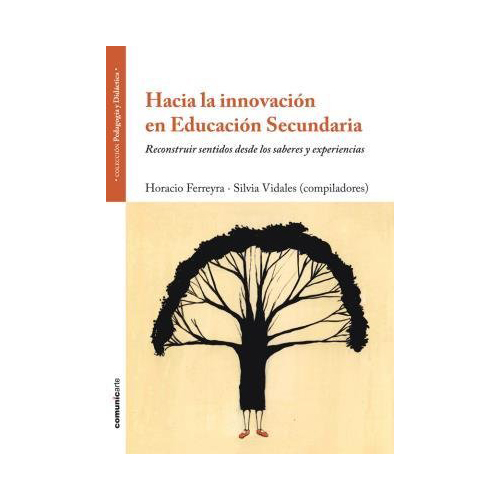 Hacia la innovación
en Educación Secundaria
Reconstruir sentidos desde los saberes y experiencias
Horacio Ferreyra · Silvia Vidales (compiladores)
• COLECCIÓN Pedagogía y Didáctica •
comunicarte